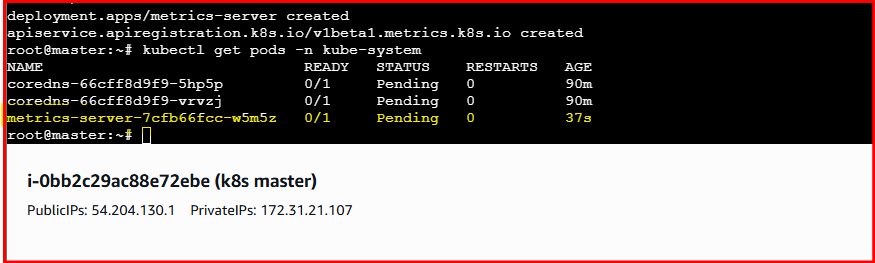 deployment.apps/metrics-server created
apiservice.apiregistration.k8s.io/v1beta1.metrics.k8s.io created
root@master:~# kubectl get pods -n kube-system
NAME READY STATUS RESTARTS AGE
coredns-66cff8d9f9-5hp5p 0/1 Pending 0 90m
coredns-66cff8d9f9-vrvzj 0/1 Pending 0 90m
metrics-server-7cfb66fcc-w5m5z 0/1 Pending 0 37s
root@master:~#
i-0bb2c29ac88e72ebe (k8s master)
PublicIPs: 54.204.130.1 PrivateIPs: 172.31.21.107